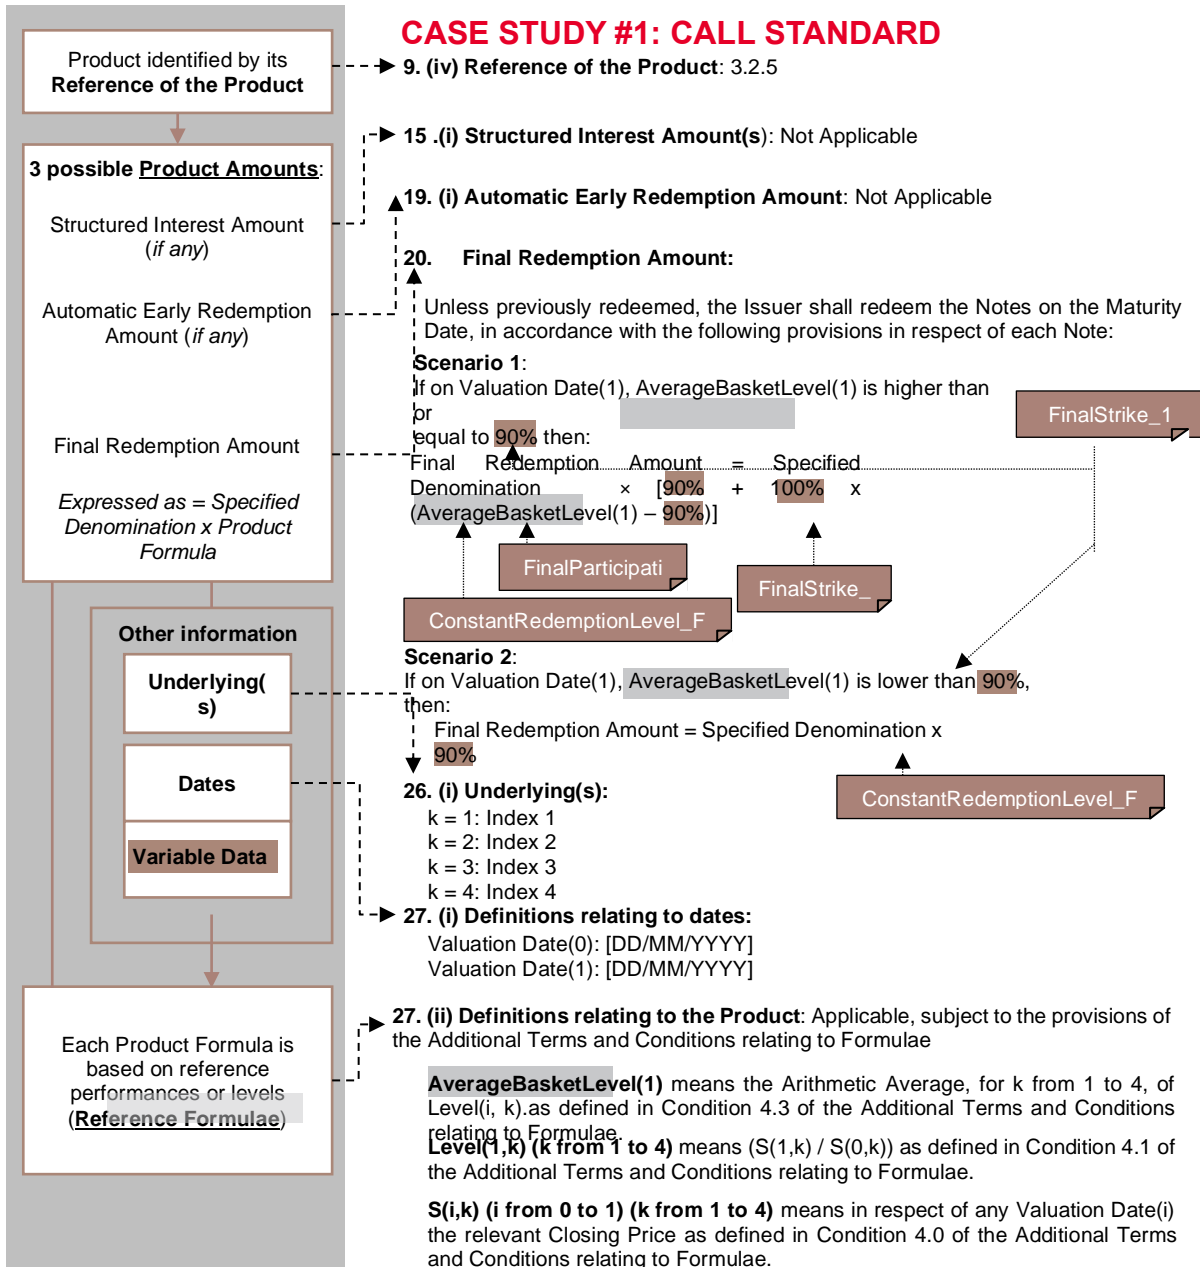 CASE STUDY #1: CALL STANDARD
Product identified by its
Reference of the Product
9. (iv) Reference of the Product: 3.2.5
15 .(i) Structured Interest Amount(s): Not Applicable
3 possible Product Amounts:
19. (i) Automatic Early Redemption Amount: Not Applicable
Structured Interest Amount
(if any)
20. Final Redemption Amount:
Automatic Early Redemption
Amount (if any)
Unless previously redeemed, the Issuer shall redeem the Notes on the Maturity
Date, in accordance with the following provisions in respect of each Note:
Scenario 1:
If on Valuation Date(1), AverageBasketLevel(1) is higher than
or
equal to 90% then:
FinalStrike_1
Final Redemption Amount
Final Redemption Amount = Specified
Denomination × [90% + 100% x
(AverageBasketLevel(1) – 90%)]
Expressed as = Specified
Denomination x Product
Formula
FinalParticipati
FinalStrike_
ConstantRedemptionLevel_F
Other information
Scenario 2:
If on Valuation Date(1), AverageBasketLevel(1) is lower than 90%,
then:
Final Redemption Amount = Specified Denomination x
90%
ConstantRedemptionLevel_F
Underlying(
s)
Dates
Variable Data
26. (i) Underlying(s):
k = 1: Index 1
k = 2: Index 2
k = 3: Index 3
k = 4: Index 4
27. (i) Definitions relating to dates:
Valuation Date(0): [DD/MM/YYYY]
Valuation Date(1): [DD/MM/YYYY]
Each Product Formula is
based on reference
performances or levels
(Reference Formulae)
27. (ii) Definitions relating to the Product: Applicable, subject to the provisions of
the Additional Terms and Conditions relating to Formulae
AverageBasketLevel(1) means the Arithmetic Average, for k from 1 to 4, of
Level(i, k).as defined in Condition 4.3 of the Additional Terms and Conditions
relating to Formulae.
Level(1,k) (k from 1 to 4) means (S(1,k) / S(0,k)) as defined in Condition 4.1 of
the Additional Terms and Conditions relating to Formulae.
S(i,k) (i from 0 to 1) (k from 1 to 4) means in respect of any Valuation Date(i)
the relevant Closing Price as defined in Condition 4.0 of the Additional Terms
and Conditions relating to Formulae.